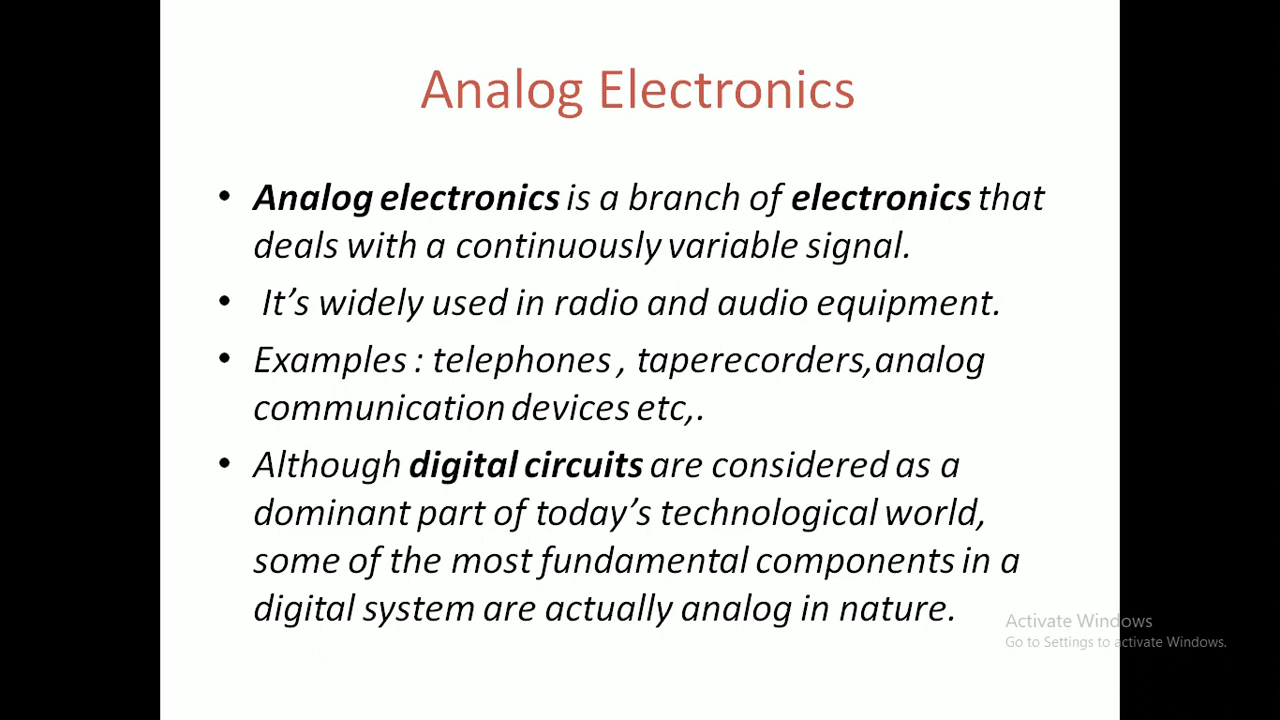 Analog Electronics
• Analog electronics is a branch of electronics that
deals with a continuously variable signal.
• It’s widely used in radio and audio equipment.
• Examples : telephones , taperecorders,analog
communication devices etc,.
• Although digital circuits are considered as a
dominant part of today’s technological world,
some of the most fundamental components in a
digital system are actually analog in nature.
Activate Windows
Go to Settings to activate Windows.